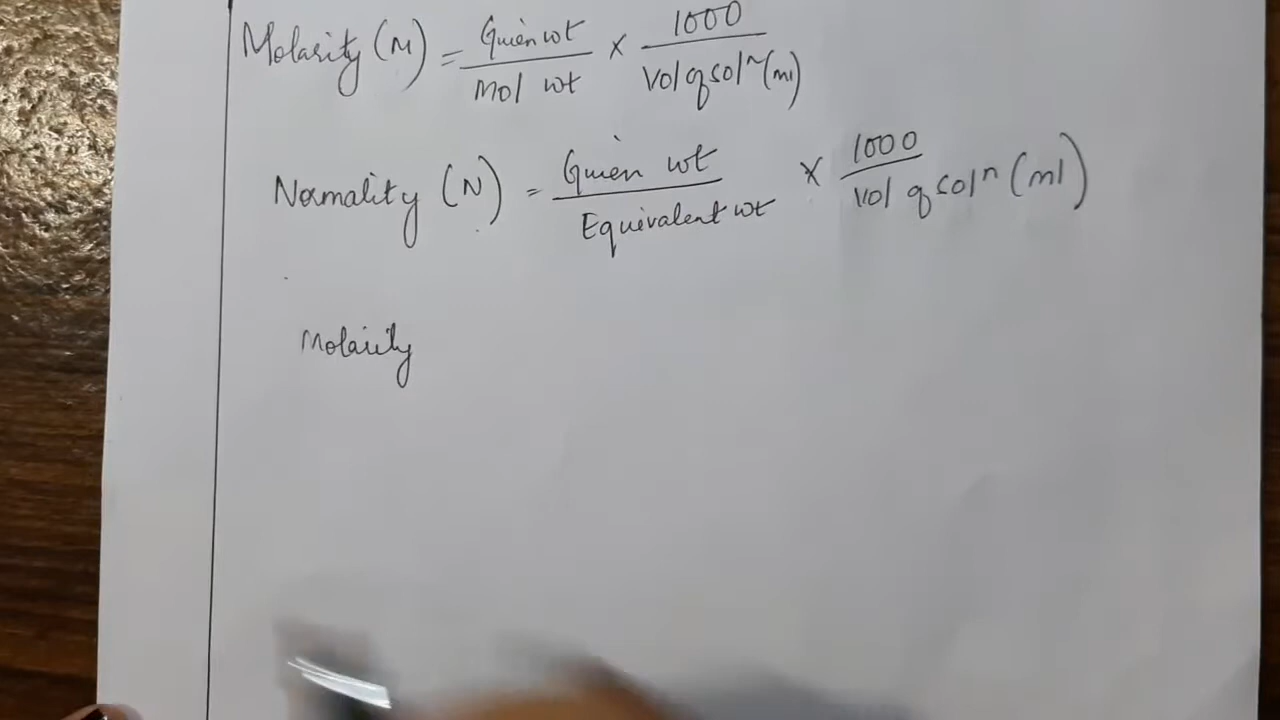 Molarity (M) = Given wt / Mol wt × 1000 / Vol of solⁿ (ml)
Normality (N) = Given wt / Equivalent wt × 1000 / vol of solⁿ (ml)
Molarity